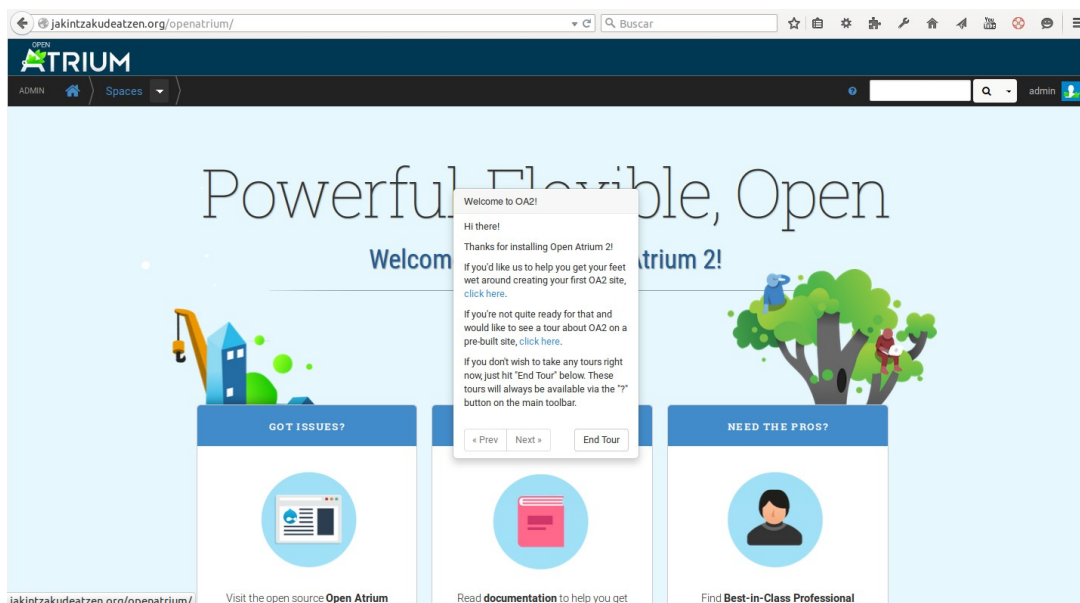 jakintzakudeatzen.org/openatrium/
Buscar
You
OPEN
ATRIUM
ADMIN
Spaces
admin
Powerful, Flexible, Open
Welcom
Atrium 2!
Welcome to OA2!
Hi there!
Thanks for installing Open Atrium 2!
If you'd like us to help you get your feet
wet around creating your first OA2 site,
click here.
If you're not quite ready for that and
would like to see a tour about OA2 on a
pre-built site, click here.
If you don't wish to take any tours right
now, just hit "End Tour" below. These
tours will always be available via the "?"
button on the main toolbar.
« Prev
Next »
End Tour
GOT ISSUES?
NEED THE PROS?
Visit the open source Open Atrium
Read documentation to help you get
Find Best-in-Class Professional
jakintzakudeatzen.org/openatrium/